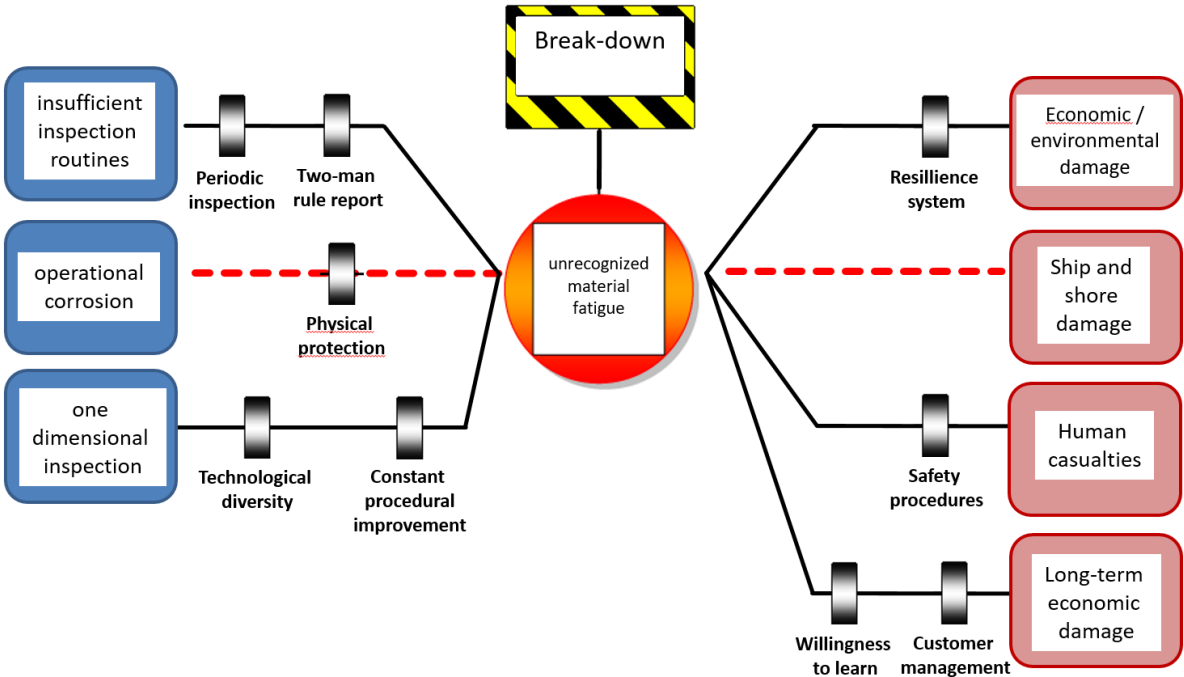 Break-down
insufficient
inspection
routines
Periodic
inspection
Two-man
rule report
operational
corrosion
Physical
protection
one
dimensional
inspection
Technological
diversity
Constant
procedural
improvement
unrecognized
material
fatigue
Resillience
system
Economic /
environmental
damage
Ship and
shore
damage
Safety
procedures
Human
casualties
Willingness
to learn
Customer
management
Long-term
economic
damage